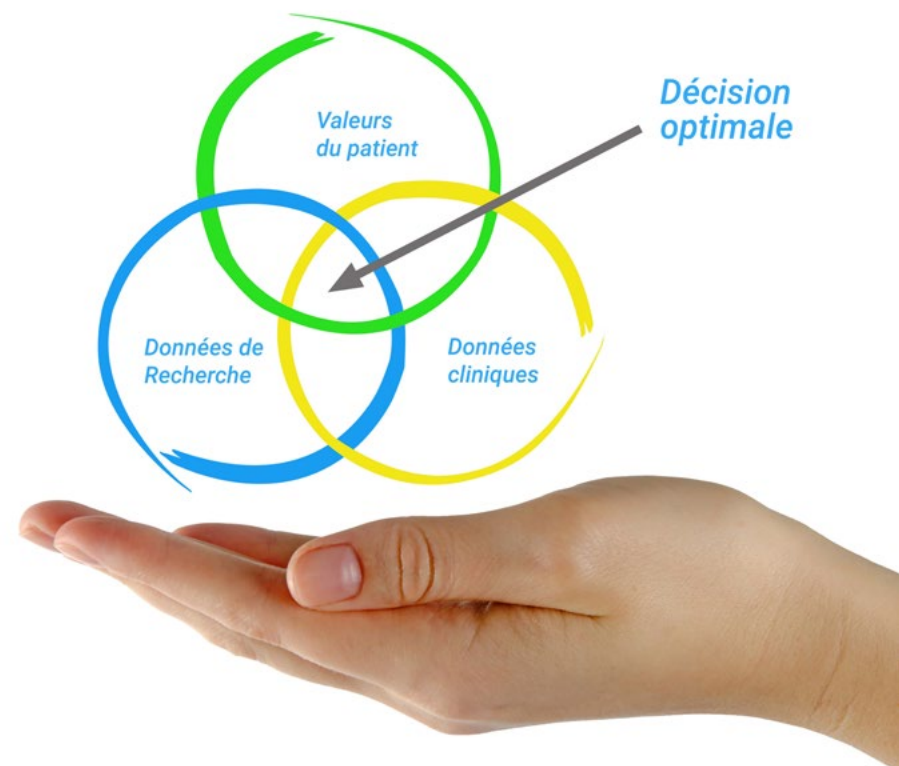 Valeurs
du patient
Décision
optimale
Données de
Recherche
Données
cliniques